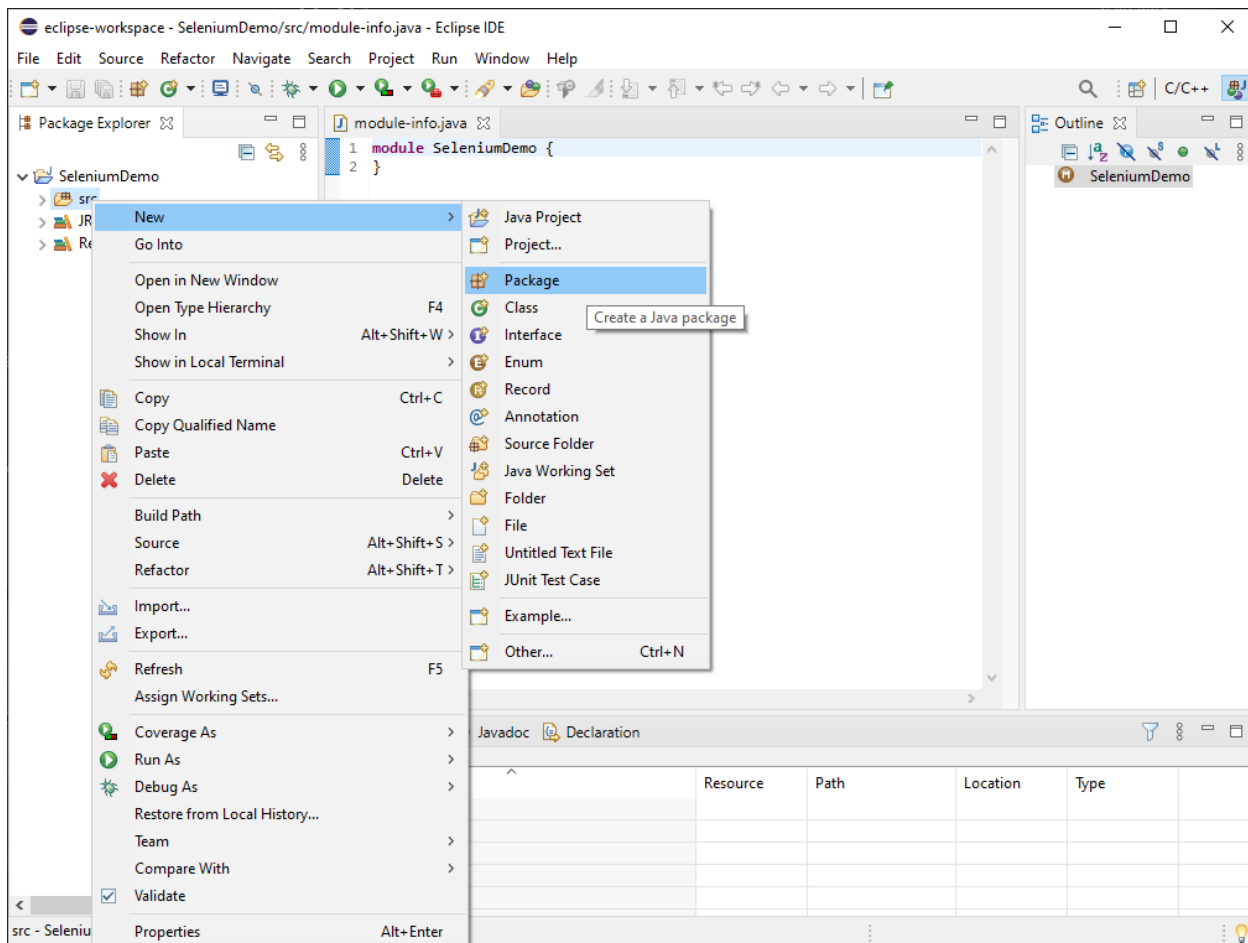 eclipse-workspace - SeleniumDemo/src/module-info.java - Eclipse IDE
File Edit Source Refactor Navigate Search Project Run Window Help
C/C++
Package Explorer
SeleniumDemo
src
JR
Re
module-info.java
1 module SeleniumDemo {
2 }
Outline
SeleniumDemo
New
Go Into
Open in New Window
Open Type Hierarchy F4
Show In Alt+Shift+W >
Show in Local Terminal
Copy Ctrl+C
Copy Qualified Name
Paste Ctrl+V
Delete Delete
Build Path
Source Alt+Shift+S >
Refactor Alt+Shift+T >
Import...
Export...
Refresh F5
Assign Working Sets...
Coverage As
Run As
Debug As
Restore from Local History...
Team
Compare With
Validate
Properties Alt+Enter
Java Project
Project...
Package
Class
Interface
Enum
Record
Annotation
Source Folder
Java Working Set
Folder
File
Untitled Text File
JUnit Test Case
Example...
Other... Ctrl+N
Create a Java package
Javadoc Declaration
Resource Path Location Type
src - Seleniu